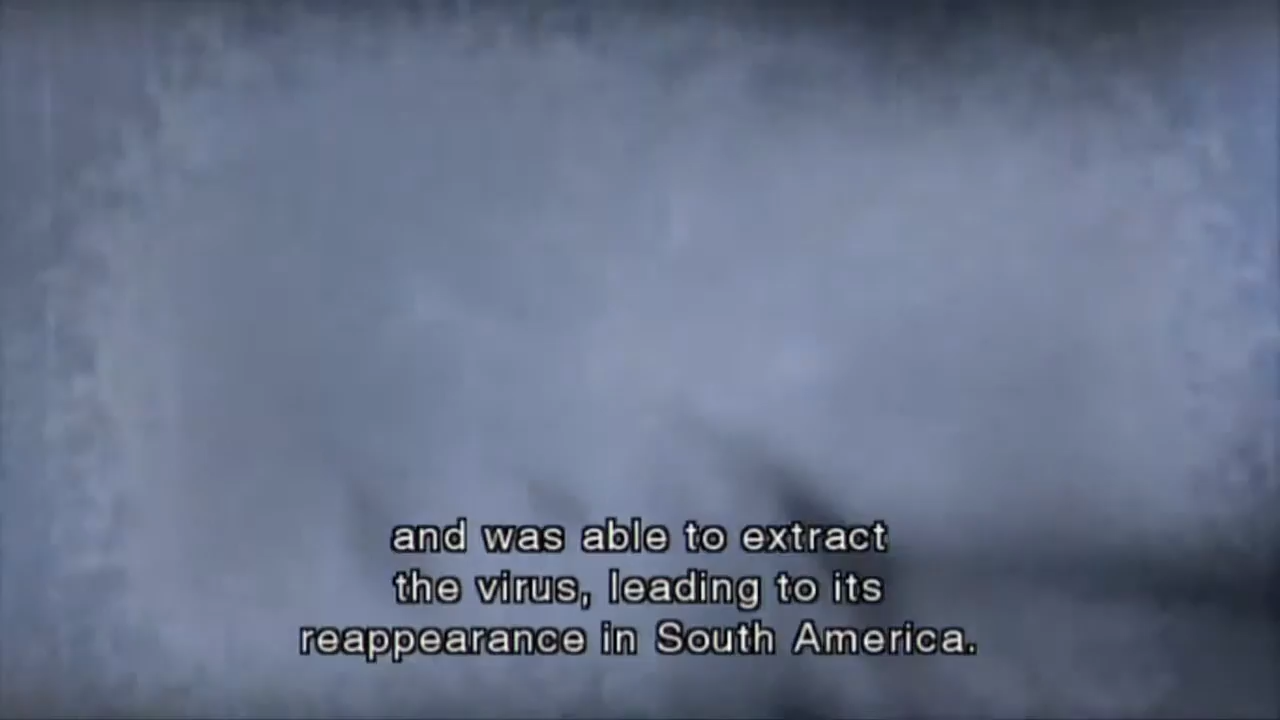 and was able to extract
the virus, leading to its
reappearance in South America.